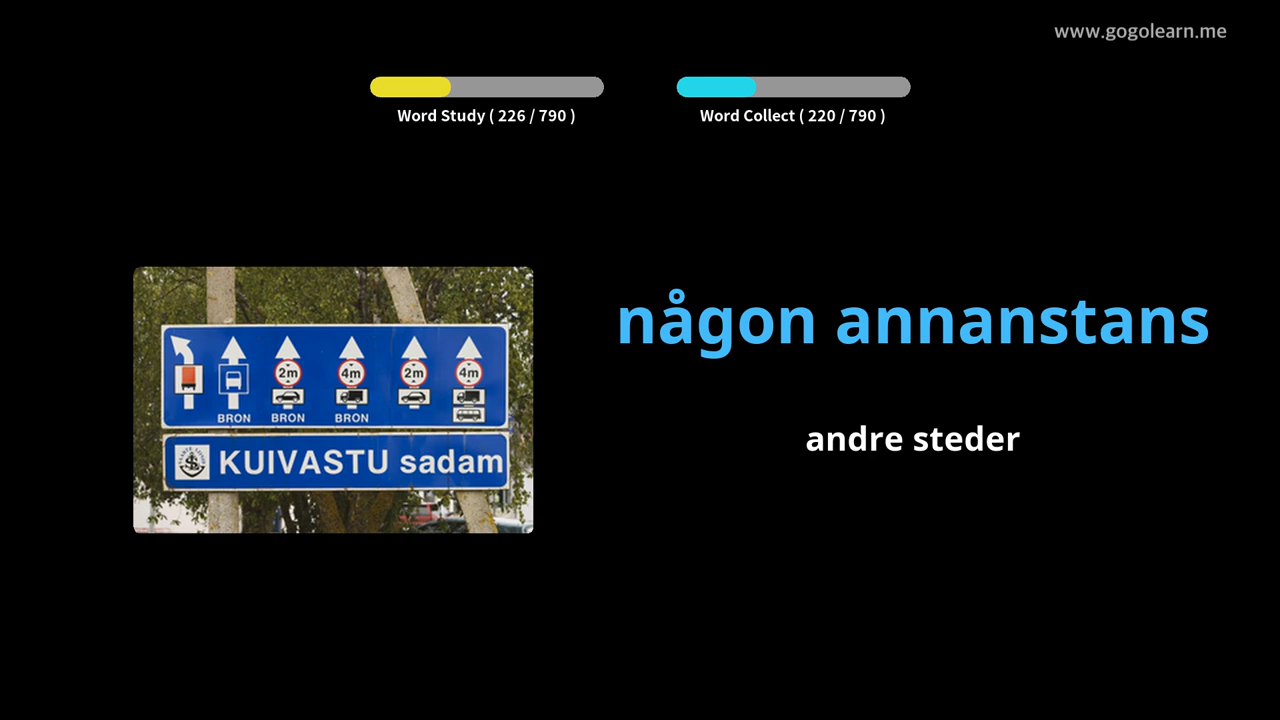 www.gogolearn.me
Word Study ( 226 / 790 )
Word Collect ( 220 / 790 )
någon annanstans
andre steder
2m 4m 2m 4m
BRON BRON BRON
KUIVASTU sadam